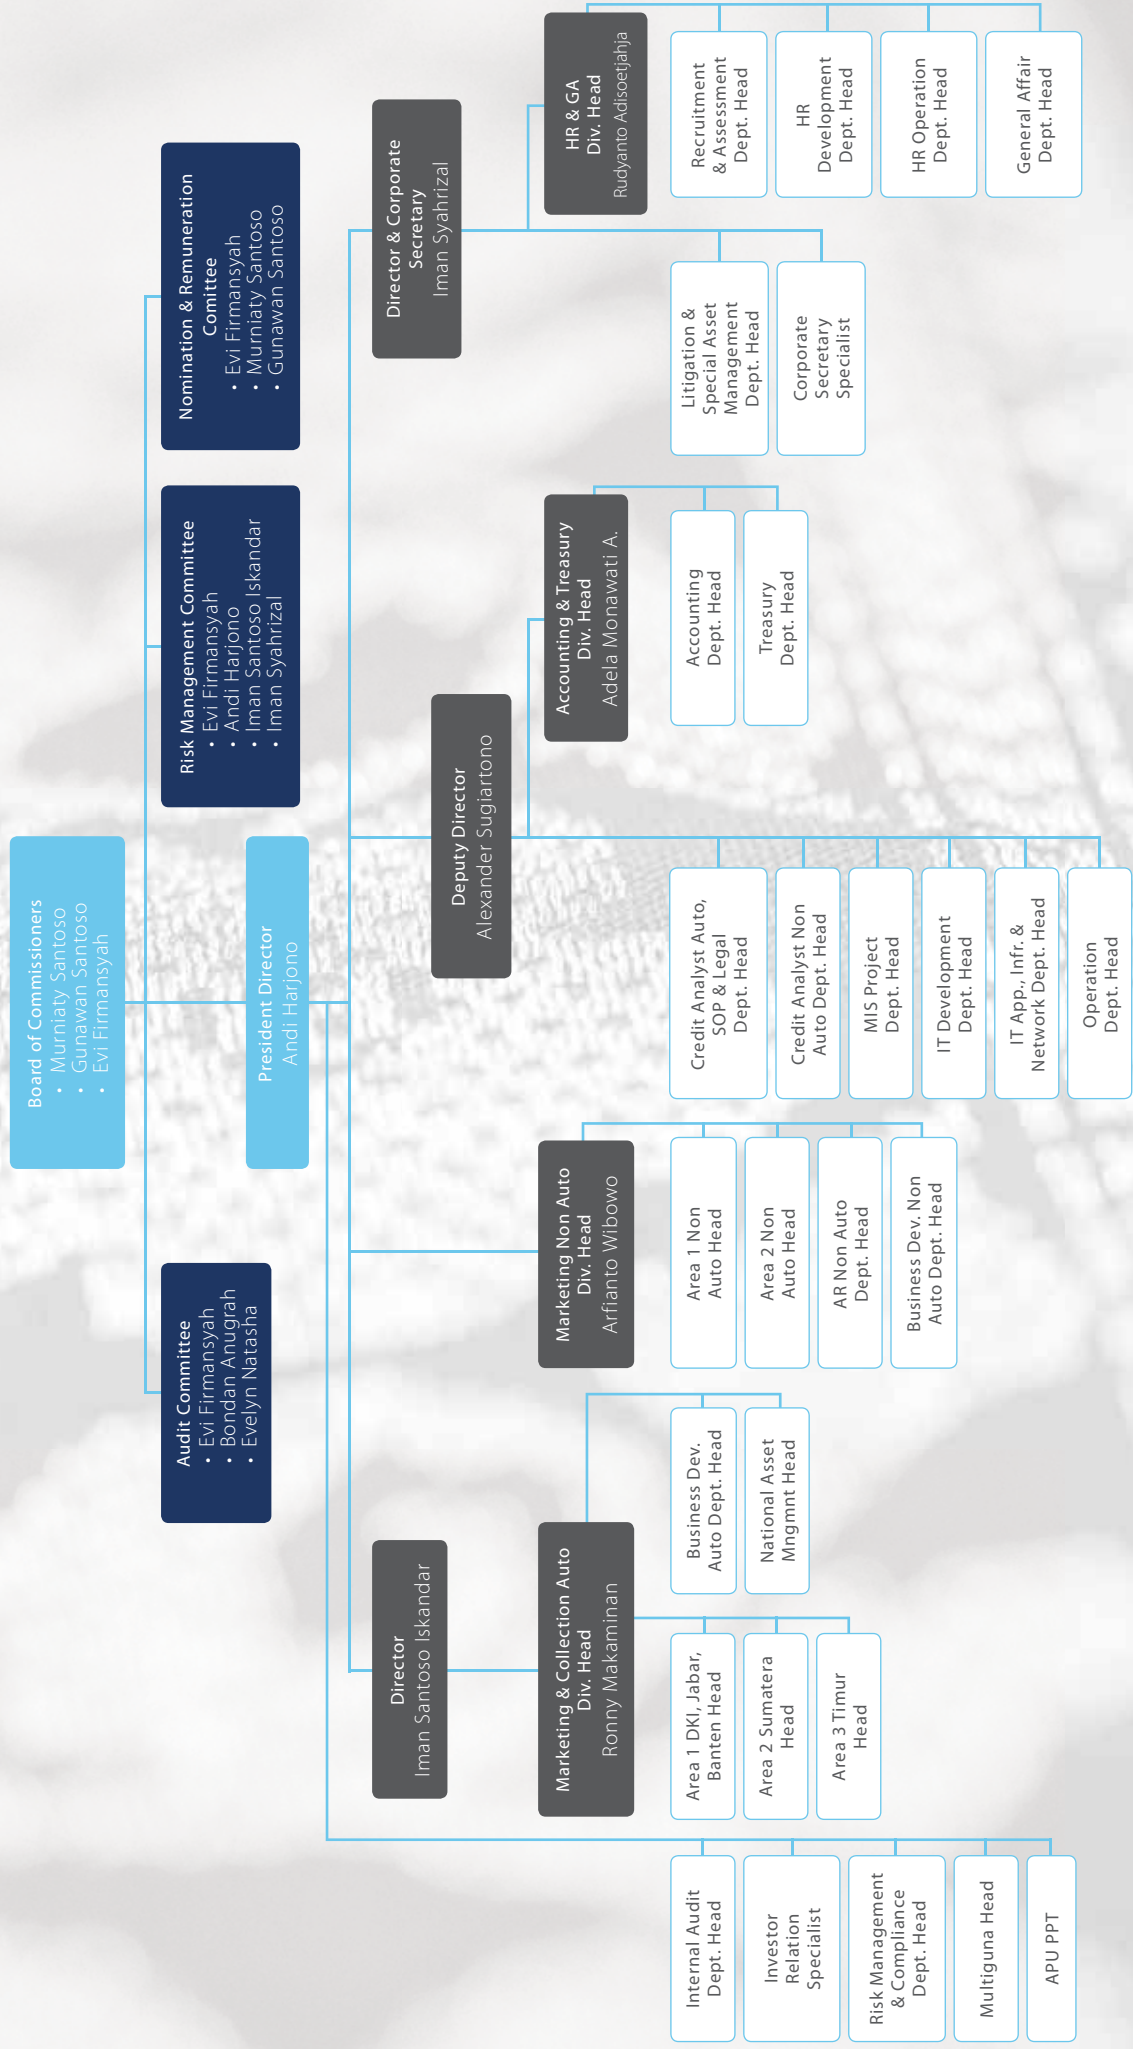 Board of Commissioners
• Murniaty Santoso
• Gunawan Santoso
• Evi Firmansyah
Audit Committee
• Evi Firmansyah
• Bondan Anugrah
• Evelyn Natasha
Risk Management Committee
• Evi Firmansyah
• Andi Harjono
• Iman Santoso Iskandar
• Iman Syahrizal
Nomination & Remuneration
Comittee
• Evi Firmansyah
• Murniaty Santoso
• Gunawan Santoso
President Director
Andi Harjono
Director
Iman Santoso Iskandar
Deputy Director
Alexander Sugiartono
Director & Corporate
Secretary
Iman Syahrizal
Marketing & Collection Auto
Div. Head
Ronny Makaminan
Marketing Non Auto
Div. Head
Arfianto Wibowo
Accounting & Treasury
Div. Head
Adela Monawati A.
HR & GA
Div. Head
Rudyanto Adisoetjahja
Internal Audit
Dept. Head
Investor
Relation
Specialist
Risk Management
& Compliance
Dept. Head
Multiguna Head
APU PPT
Area 1 DKI, Jabar,
Banten Head
Area 2 Sumatera
Head
Area 3 Timur
Head
Business Dev.
Auto Dept. Head
National Asset
Mngmnt Head
Area 1 Non
Auto Head
Area 2 Non
Auto Head
AR Non Auto
Dept. Head
Business Dev. Non
Auto Dept. Head
Credit Analyst Auto,
SOP & Legal
Dept. Head
Credit Analyst Non
Auto Dept. Head
MIS Project
Dept. Head
IT Development
Dept. Head
IT App., Infr. &
Network Dept. Head
Operation
Dept. Head
Accounting
Dept. Head
Treasury
Dept. Head
Litigation &
Special Asset
Management
Dept. Head
Corporate
Secretary
Specialist
Recruitment
& Assessment
Dept. Head
HR
Development
Dept. Head
HR Operation
Dept. Head
General Affair
Dept. Head